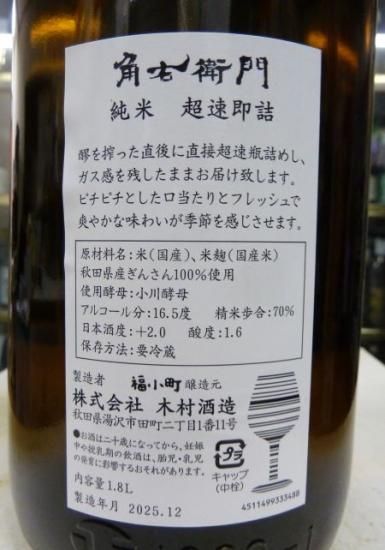 角右衛門
純米 超速即詰
醪を搾った直後に直接超速瓶詰めし、
ガス感を残したままお届け致します。
ピチピチとした口当たりとフレッシュで
爽やかな味わいが季節を感じさせます。
原材料名：米（国産）、米麹（国産米）
秋田県産ぎんさん100％使用
使用酵母：小川酵母
アルコール分：16.5度 精米歩合：70％
日本酒度：+2.0 酸度：1.6
保存方法：要冷蔵
製造者 福小町 醸造元
株式会社 木村酒造
秋田県湯沢市田町二丁目1番11号
●お酒は二十歳になってから。妊娠
中や授乳期の飲酒は、胎児・乳児
の発育に影響するおそれがあります。
プラ
キャップ
（中栓）
内容量 1.8L
製造年月 2025.12
4511499333488